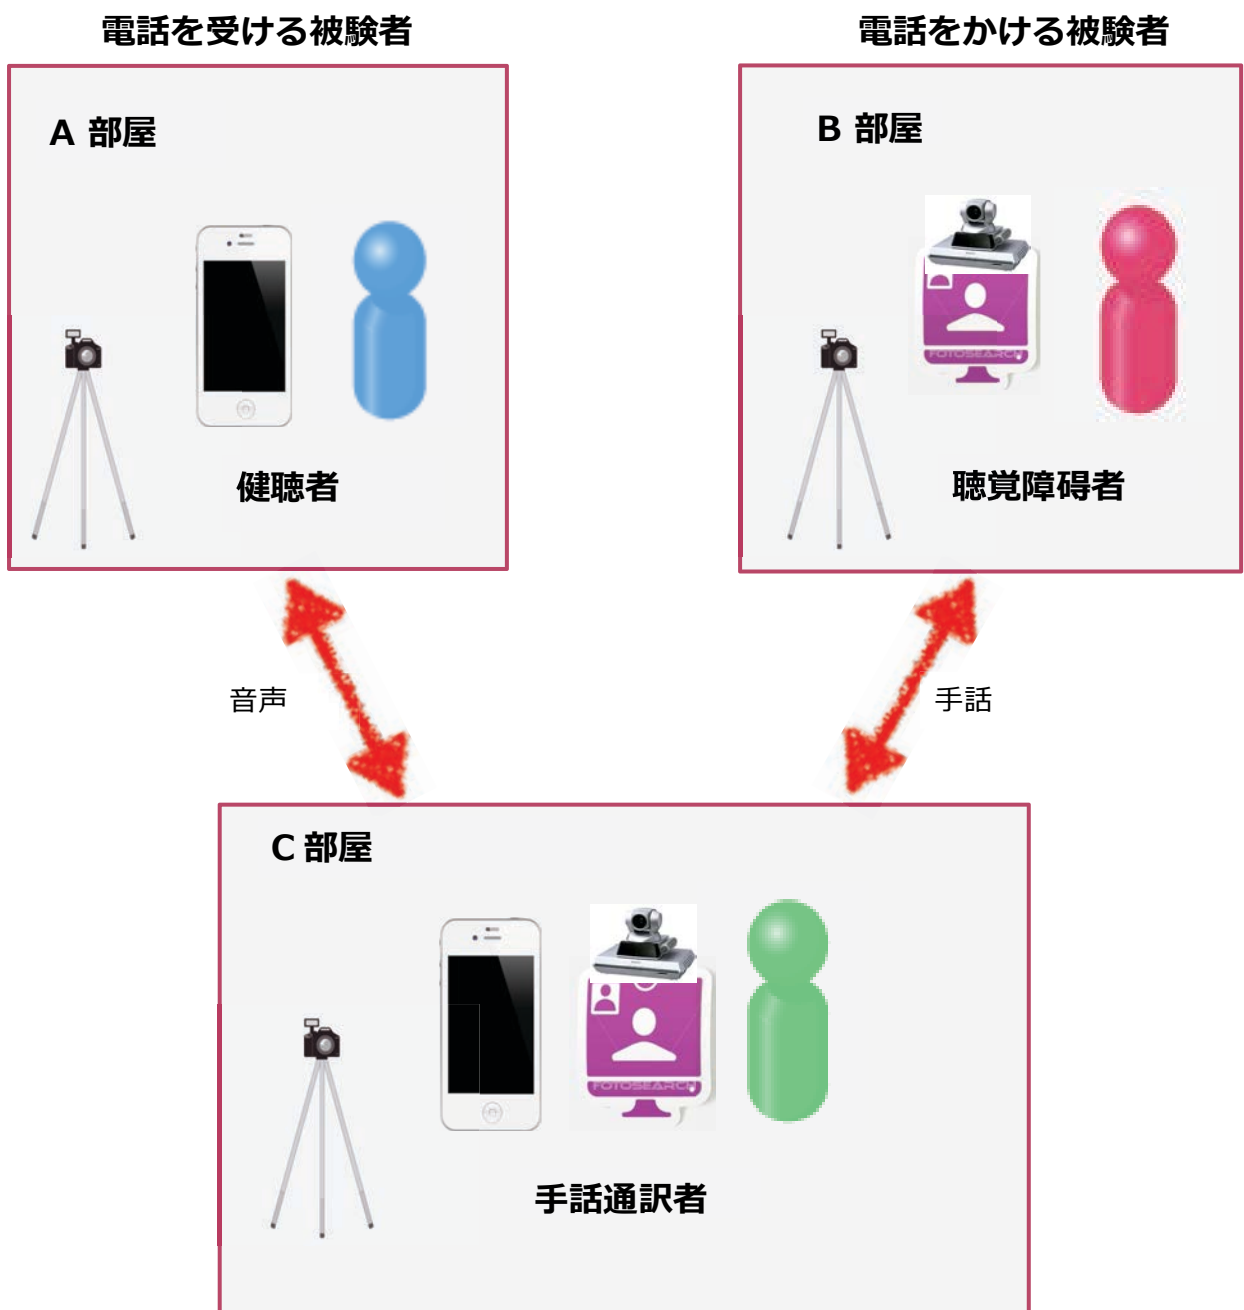 電話を受ける被験者
電話をかける被験者
A 部屋
B 部屋
FOTOSEARCH
健聴者
聴覚障碍者
音声
手話
C 部屋
FOTOSEARCH
手話通訳者